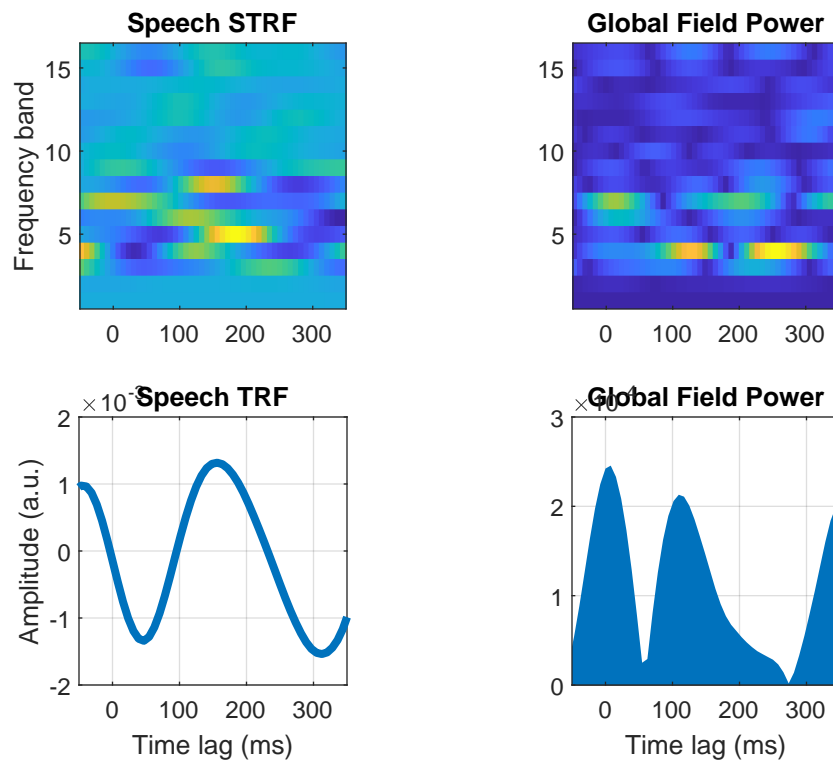 Speech STRF
Frequency band
15
10
5
0 100 200 300
Global Field Power
15
10
5
0 100 200 300
Speech TRF
× 10⁻³
Amplitude (a.u.)
2
1
0
-1
-2
0 100 200 300
Time lag (ms)
Global Field Power
× 10⁻⁴
3
2
1
0
0 100 200 300
Time lag (ms)